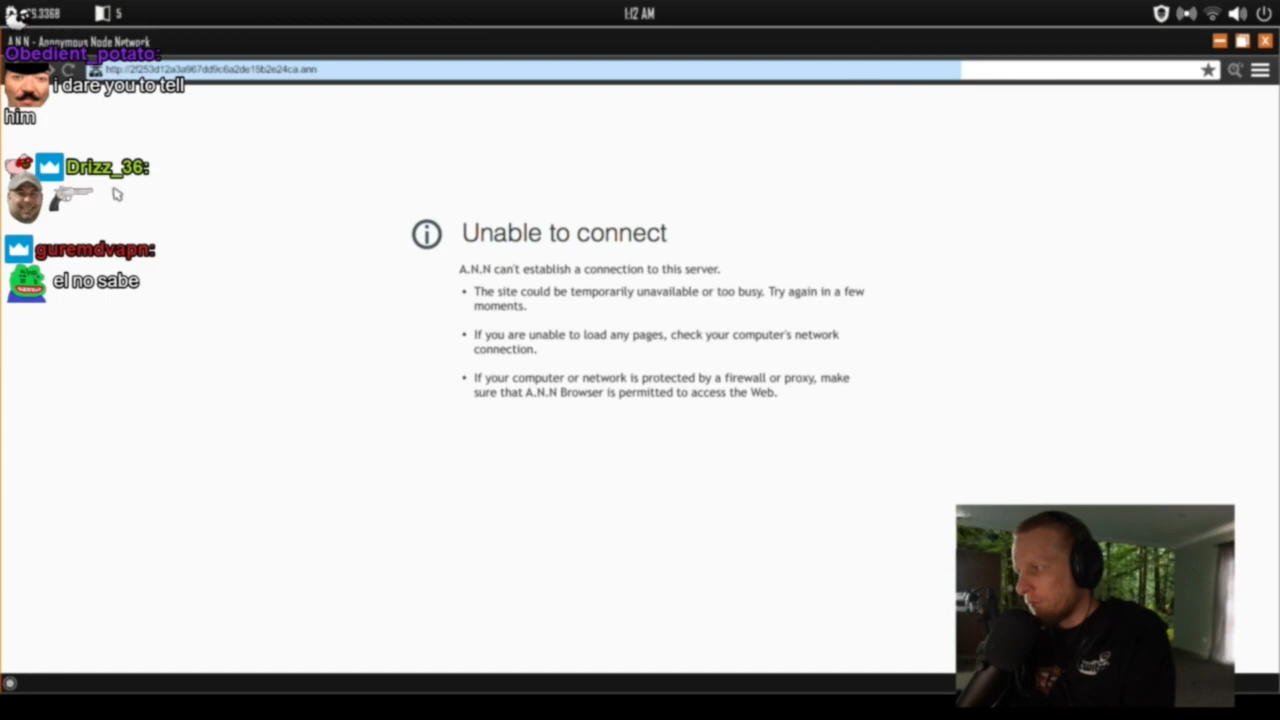 5
1:12 AM
A.N.N - Anonymous Node Network
Obedient_potato:
i dare you to tell
him
Drizz_36:
guremdvapn:
el no sabe
Unable to connect
A.N.N can't establish a connection to this server.
• The site could be temporarily unavailable or too busy. Try again in a few
moments.
• If you are unable to load any pages, check your computer's network
connection.
• If your computer or network is protected by a firewall or proxy, make
sure that A.N.N Browser is permitted to access the Web.